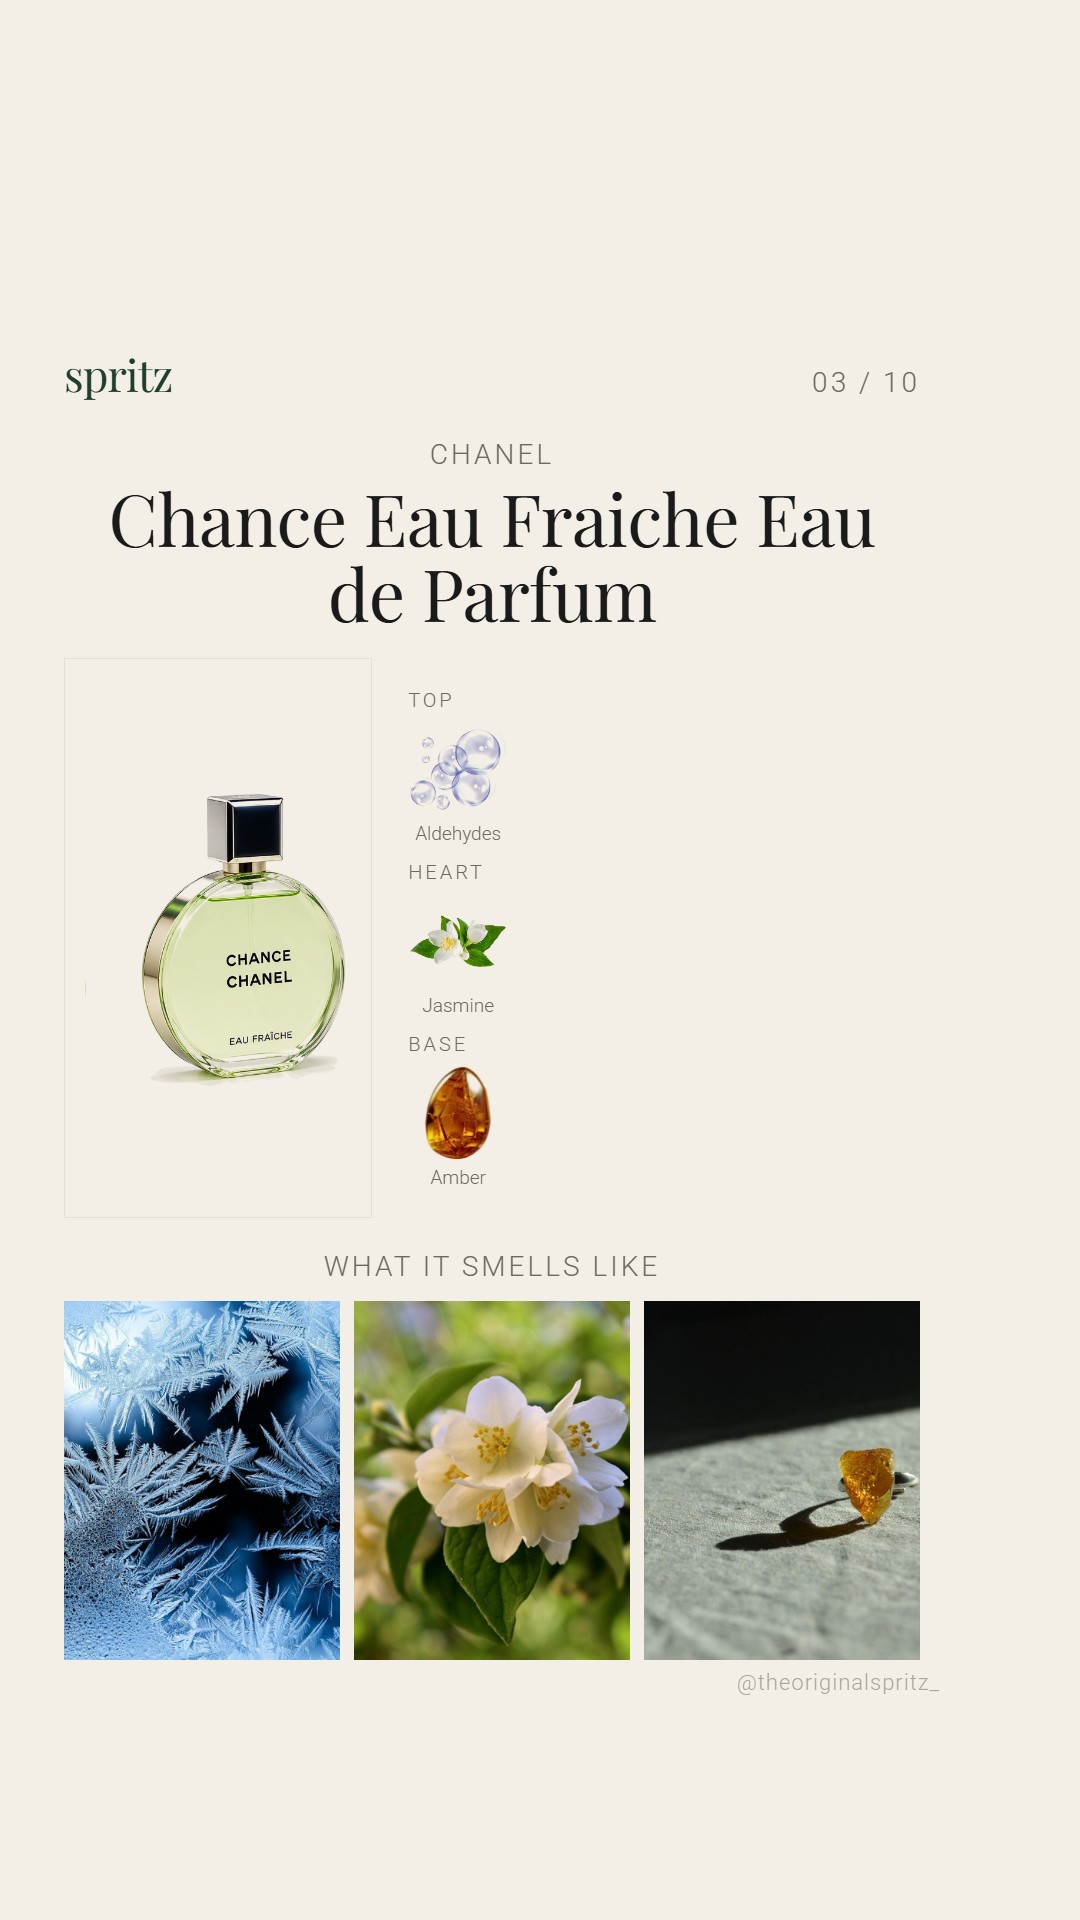 spritz
03 / 10
CHANEL
Chance Eau Fraiche Eau
de Parfum
TOP
Aldehydes
HEART
Jasmine
BASE
Amber
CHANCE
CHANEL
EAU FRAÎCHE
WHAT IT SMELLS LIKE
@theoriginalspritz_